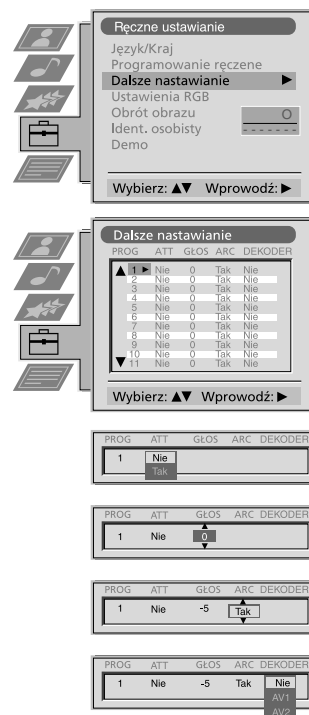 Ręczne ustawianie
Język/Kraj
Programowanie ręczene
Dalsze nastawianie ▶
Ustawienia RGB
Obrót obrazu O
Ident. osobisty - - - - - -
Demo
Wybierz: ▲▼ Wprowodź: ▶
Dalsze nastawianie
PROG ATT GŁOS ARC DEKODER
▲ 1 ▶ Nie 0 Tak Nie
2 Nie 0 Tak Nie
3 Nie 0 Tak Nie
4 Nie 0 Tak Nie
5 Nie 0 Tak Nie
6 Nie 0 Tak Nie
7 Nie 0 Tak Nie
8 Nie 0 Tak Nie
9 Nie 0 Tak Nie
10 Nie 0 Tak Nie
▼ 11 Nie 0 Tak Nie
Wybierz: ▲▼ Wprowodź: ▶
PROG ATT GŁOS ARC DEKODER
1 Nie
Tak
PROG ATT GŁOS ARC DEKODER
1 Nie 0
PROG ATT GŁOS ARC DEKODER
1 Nie -5 Tak
PROG ATT GŁOS ARC DEKODER
1 Nie -5 Tak Nie
AV1
AV2